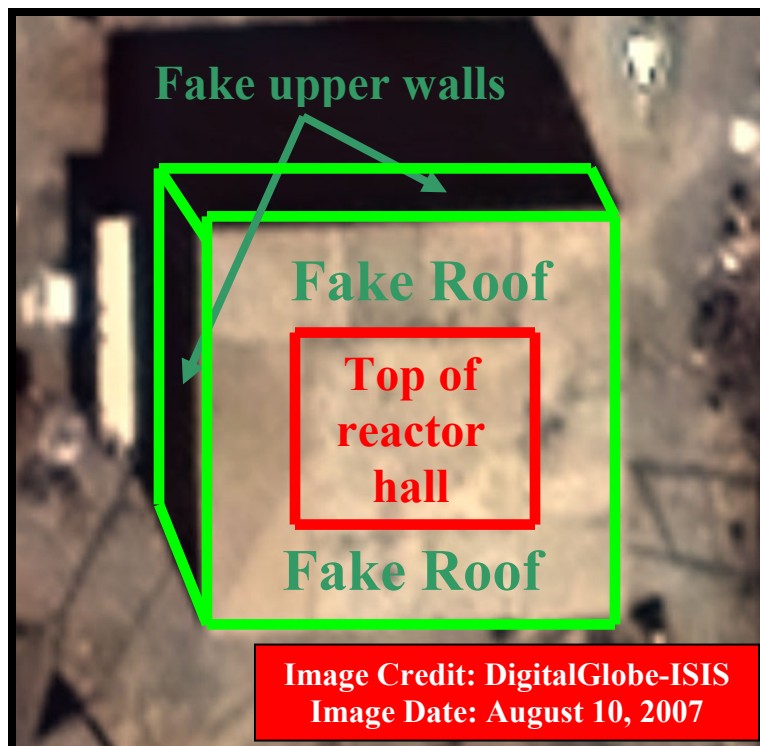 Fake upper walls
Fake Roof
Top of
reactor
hall
Fake Roof
Image Credit: DigitalGlobe-ISIS
Image Date: August 10, 2007